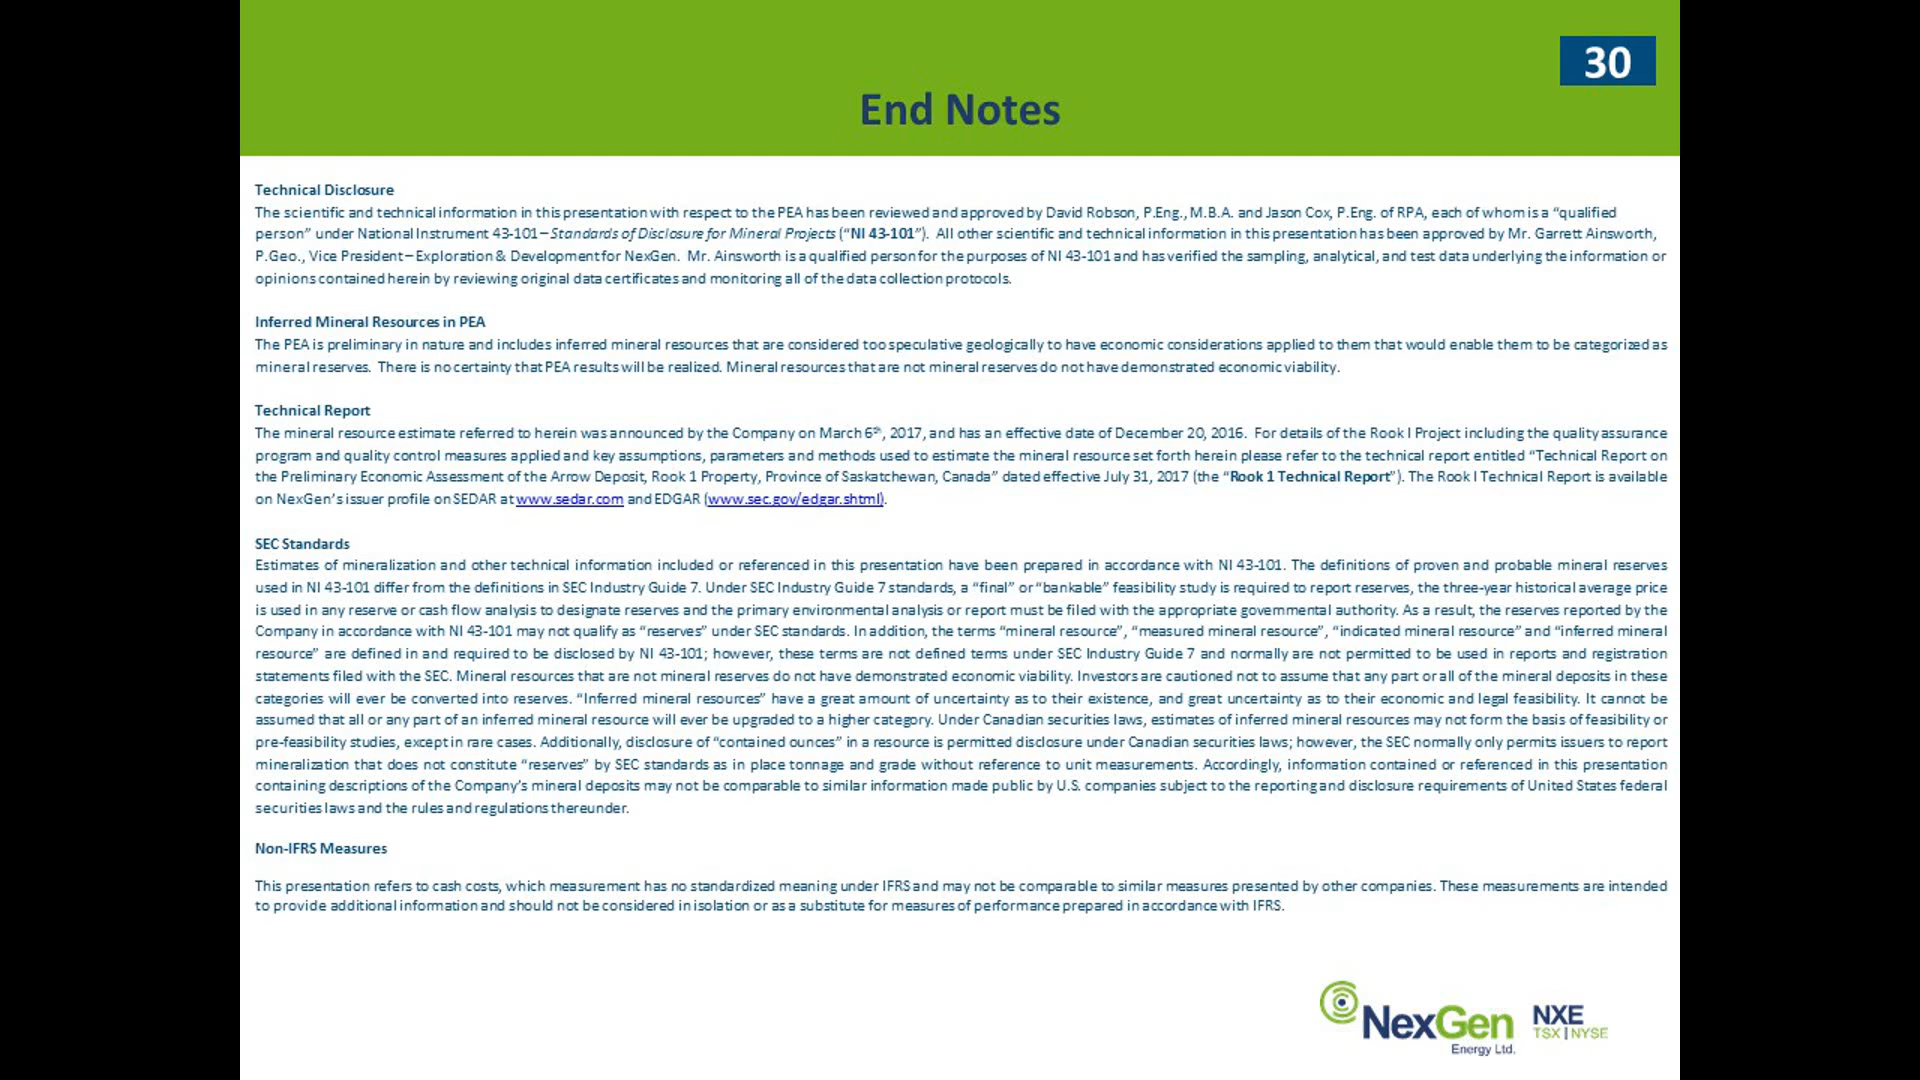 30
End Notes
Technical Disclosure
The scientific and technical information in this presentation with respect to the PEA has been reviewed and approved by David Robson, P.Eng., M.B.A. and Jason Cox, P.Eng. of RPA, each of whom is a “qualified
person” under National Instrument 43-101 – Standards of Disclosure for Mineral Projects (“NI 43-101”). All other scientific and technical information in this presentation has been approved by Mr. Garrett Ainsworth,
P.Geo., Vice President – Exploration & Development for NexGen. Mr. Ainsworth is a qualified person for the purposes of NI 43-101 and has verified the sampling, analytical, and test data underlying the information or
opinions contained herein by reviewing original data certificates and monitoring all of the data collection protocols.
Inferred Mineral Resources in PEA
The PEA is preliminary in nature and includes inferred mineral resources that are considered too speculative geologically to have economic considerations applied to them that would enable them to be categorized as
mineral reserves. There is no certainty that PEA results will be realized. Mineral resources that are not mineral reserves do not have demonstrated economic viability.
Technical Report
The mineral resource estimate referred to herein was announced by the Company on March 6th, 2017, and has an effective date of December 20, 2016. For details of the Rook I Project including the quality assurance
program and quality control measures applied and key assumptions, parameters and methods used to estimate the mineral resource set forth herein please refer to the technical report entitled “Technical Report on
the Preliminary Economic Assessment of the Arrow Deposit, Rook 1 Property, Province of Saskatchewan, Canada” dated effective July 31, 2017 (the “Rook 1 Technical Report”). The Rook I Technical Report is available
on NexGen’s issuer profile on SEDAR at www.sedar.com and EDGAR (www.sec.gov/edgar.shtml).
SEC Standards
Estimates of mineralization and other technical information included or referenced in this presentation have been prepared in accordance with NI 43-101. The definitions of proven and probable mineral reserves
used in NI 43-101 differ from the definitions in SEC Industry Guide 7. Under SEC Industry Guide 7 standards, a “final” or “bankable” feasibility study is required to report reserves, the three-year historical average price
is used in any reserve or cash flow analysis to designate reserves and the primary environmental analysis or report must be filed with the appropriate governmental authority. As a result, the reserves reported by the
Company in accordance with NI 43-101 may not qualify as “reserves” under SEC standards. In addition, the terms “mineral resource”, “measured mineral resource”, “indicated mineral resource” and “inferred mineral
resource” are defined in and required to be disclosed by NI 43-101; however, these terms are not defined terms under SEC Industry Guide 7 and normally are not permitted to be used in reports and registration
statements filed with the SEC. Mineral resources that are not mineral reserves do not have demonstrated economic viability. Investors are cautioned not to assume that any part or all of the mineral deposits in these
categories will ever be converted into reserves. “Inferred mineral resources” have a great amount of uncertainty as to their existence, and great uncertainty as to their economic and legal feasibility. It cannot be
assumed that all or any part of an inferred mineral resource will ever be upgraded to a higher category. Under Canadian securities laws, estimates of inferred mineral resources may not form the basis of feasibility or
pre-feasibility studies, except in rare cases. Additionally, disclosure of “contained ounces” in a resource is permitted disclosure under Canadian securities laws; however, the SEC normally only permits issuers to report
mineralization that does not constitute “reserves” by SEC standards as in place tonnage and grade without reference to unit measurements. Accordingly, information contained or referenced in this presentation
containing descriptions of the Company’s mineral deposits may not be comparable to similar information made public by U.S. companies subject to the reporting and disclosure requirements of United States federal
securities laws and the rules and regulations thereunder.
Non-IFRS Measures
This presentation refers to cash costs, which measurement has no standardized meaning under IFRS and may not be comparable to similar measures presented by other companies. These measurements are intended
to provide additional information and should not be considered in isolation or as a substitute for measures of performance prepared in accordance with IFRS.
NexGen
Energy Ltd.
NXE
TSX | NYSE